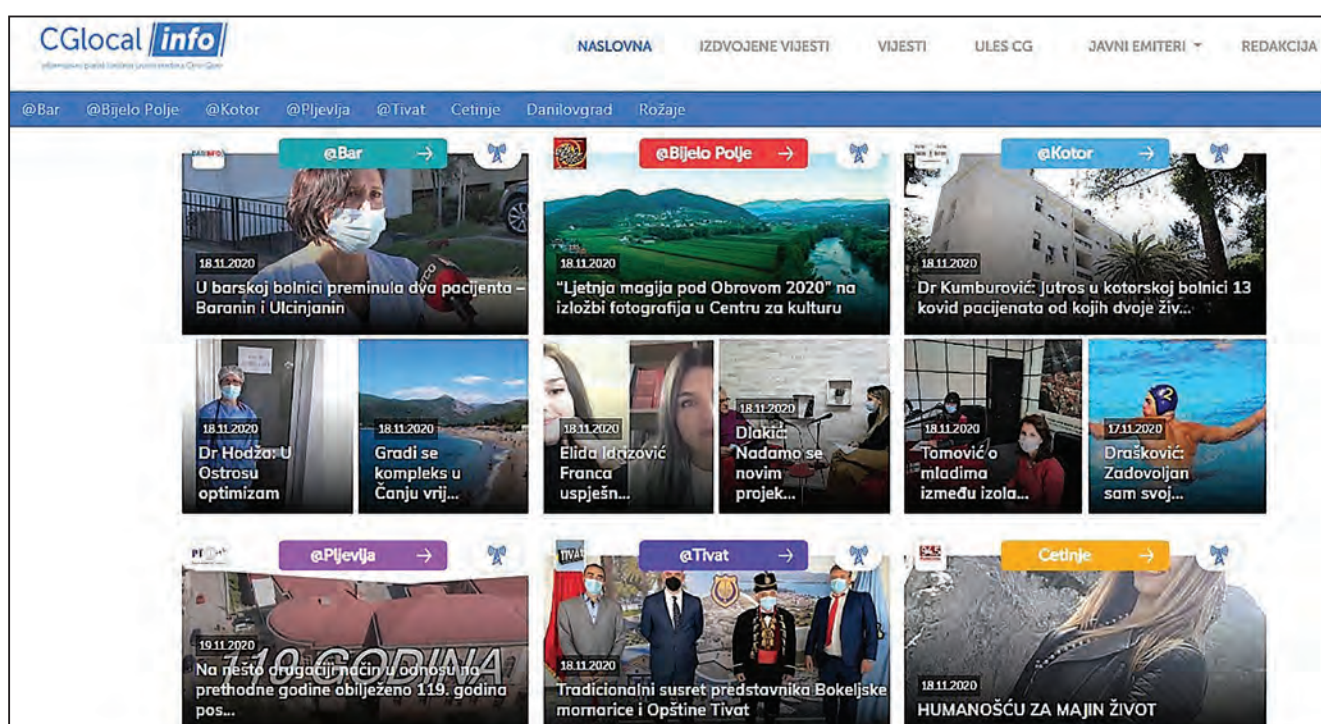 CGlocal info
NASLOVNA IZDVOJENE VIJESTI VIJESTI ULES CG JAVNI EMITERI REDAKCIJA
@Bar @Bijelo Polje @Kotor @Pljevlja @Tivat Cetinje Danilovgrad Rožaje
@Bar
18.11.2020
U barskoj bolnici preminula dva pacijenta –
Baranin i Ulcinjanin
@Bijelo Polje
18.11.2020
“Ljetnja magija pod Obrovom 2020” na
izložbi fotografija u Centru za kulturu
@Kotor
18.11.2020
Dr Kumburović: Jutros u kotorskoj bolnici 13
kovid pacijenata od kojih dvoje živ...
18.11.2020
Dr Hodža: U
Ostrosu
optimizam
18.11.2020
Gradi se
kompleks u
Čanju vrij...
18.11.2020
Elida Idrizović
Franca
uspješn...
18.11.2020
Dlakić:
Nadamo se
novim
projek...
18.11.2020
Tomović o
mladima
između izola...
17.11.2020
Drašković:
Zadovoljan
sam svoj...
@Pljevlja
19.11.2020
119 GODINA
Na nešto drugačiji način u odnosu na
prethodne godine obilježeno 119. godina
pos...
@Tivat
TIVAT
18.11.2020
Tradicionalni susret predstavnika Bokeljske
mornarice i Opštine Tivat
Cetinje
94.5
18.11.2020
HUMANOŠĆU ZA MAJIN ŽIVOT